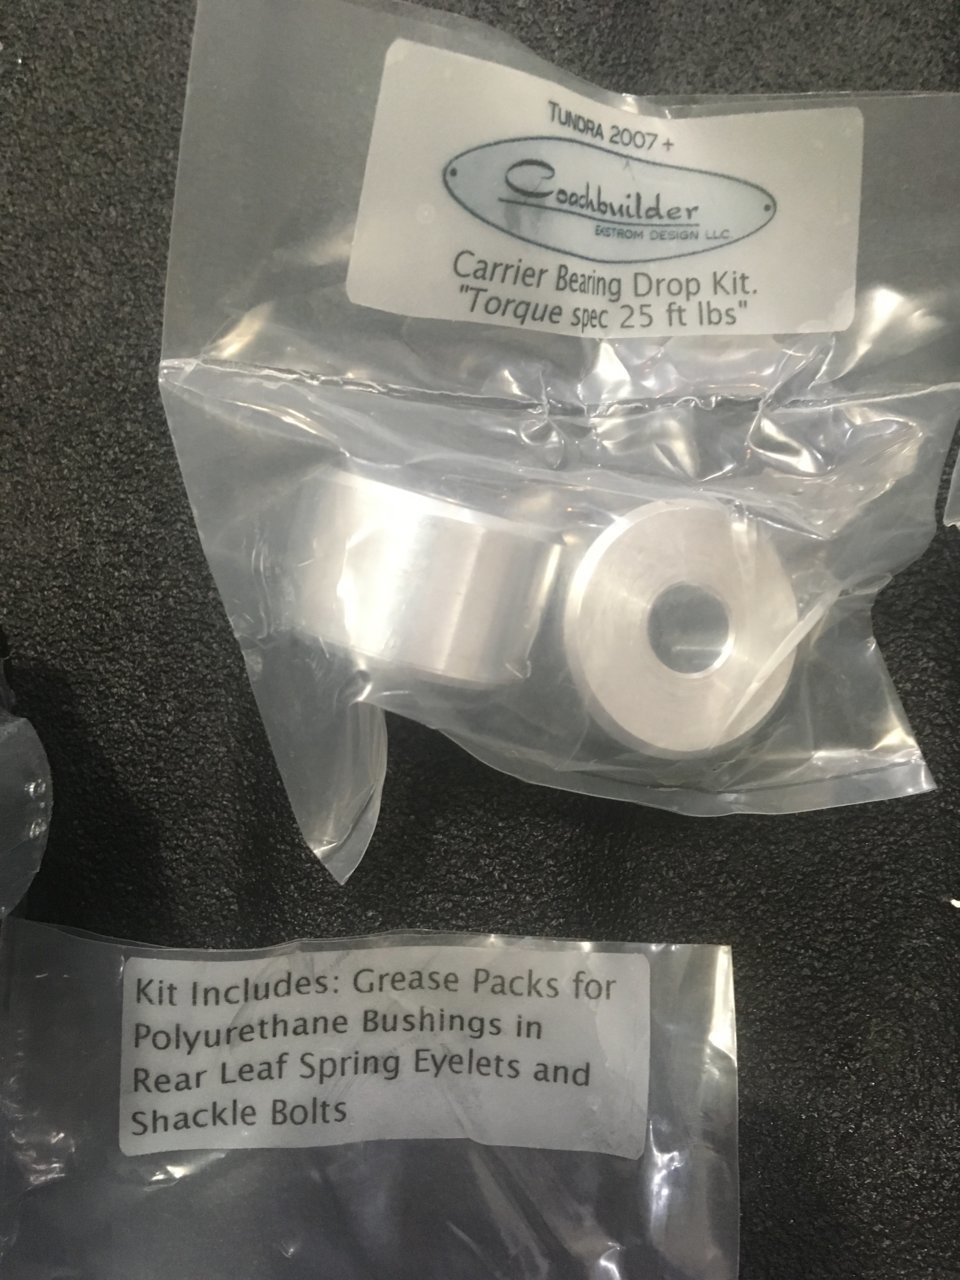 TUNDRA 2007+
Coachbuilder
EKSTROM DESIGN LLC.
Carrier Bearing Drop Kit.
"Torque spec 25 ft lbs"
Kit Includes: Grease Packs for
Polyurethane Bushings in
Rear Leaf Spring Eyelets and
Shackle Bolts